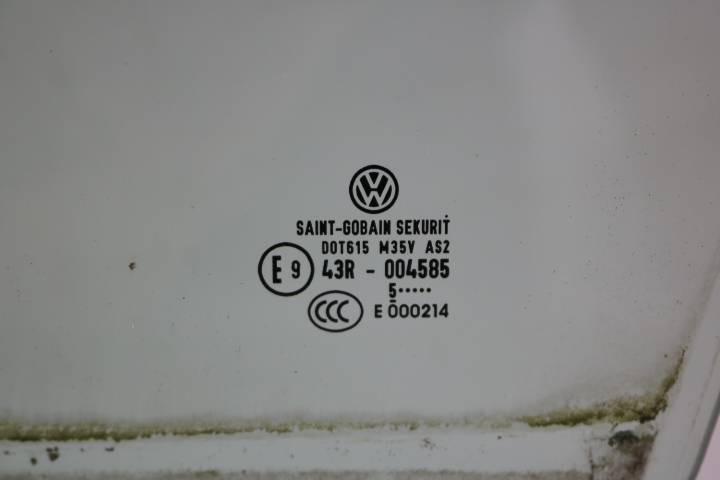 VW
SAINT-GOBAIN SEKURIT
DOT615 M35V AS2
E9 43R - 004585
5·····
CCC E 000214